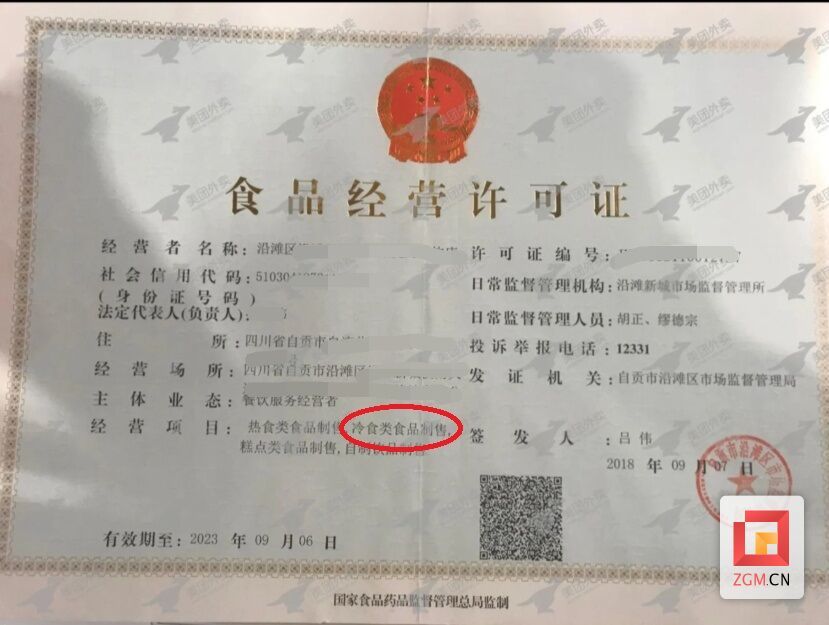 食品经营许可证
经营者名称:沿滩区
许可证编号:
社会信用代码:
(身份证号码)
日常监督管理机构:沿滩新城市场监督管理所
法定代表人(负责人):
日常监督管理人员:胡正、缪德宗
住所:四川省自贡市
投诉举报电话:12331
经营场所:四川省自贡市沿滩区
发证机关:自贡市沿滩区市场监督管理局
主体业态:餐饮服务经营者
经营项目:热食类食品制售,冷食类食品制售,
糕点类食品制售,自制饮品制售
签发人:吕伟
2018年09月07日
有效期至:2023年09月06日
国家食品药品监督管理总局监制
美团外卖
ZGM.CN